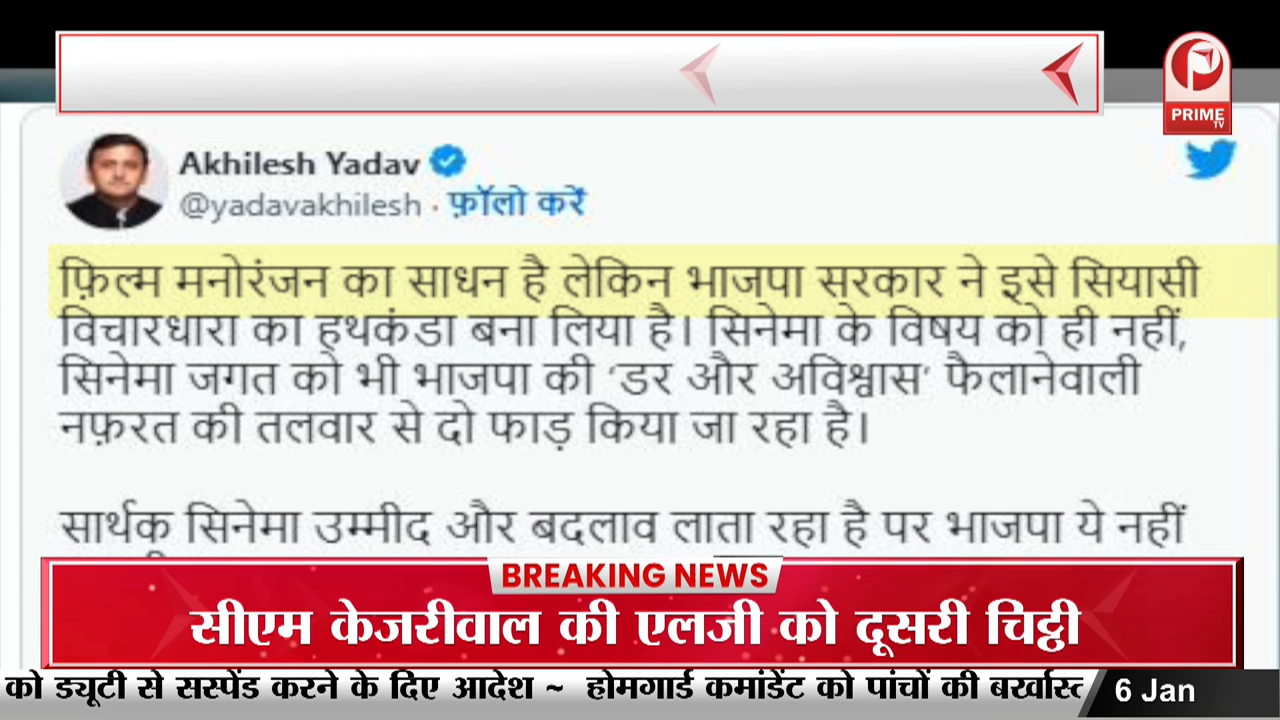 PRIME
TV
Akhilesh Yadav
@yadavakhilesh · फ़ॉलो करें
फ़िल्म मनोरंजन का साधन है लेकिन भाजपा सरकार ने इसे सियासी
विचारधारा का हथकंडा बना लिया है। सिनेमा के विषय को ही नहीं,
सिनेमा जगत को भी भाजपा की ‘डर और अविश्वास’ फैलानेवाली
नफ़रत की तलवार से दो फाड़ किया जा रहा है।
सार्थक सिनेमा उम्मीद और बदलाव लाता रहा है पर भाजपा ये नहीं
BREAKING NEWS
सीएम केजरीवाल की एलजी को दूसरी चिट्ठी
को ड्यूटी से सस्पेंड करने के दिए आदेश ~ होमगार्ड कमांडेंट को पांचों की
6 Jan